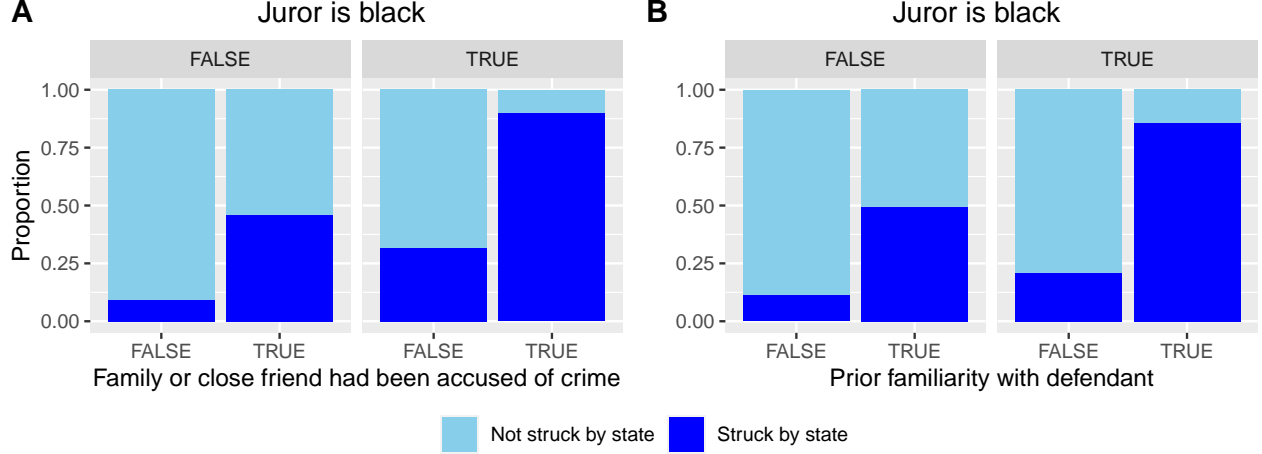 A
Juror is black
FALSE
TRUE
Proportion
1.00
0.75
0.50
0.25
0.00
FALSE
TRUE
FALSE
TRUE
Family or close friend had been accused of crime
B
Juror is black
FALSE
TRUE
1.00
0.75
0.50
0.25
0.00
FALSE
TRUE
FALSE
TRUE
Prior familiarity with defendant
Not struck by state
Struck by state